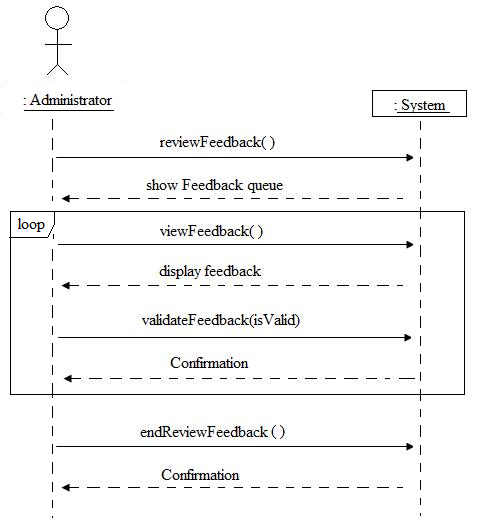 : Administrator
: System
reviewFeedback( )
show Feedback queue
loop
viewFeedback( )
display feedback
validateFeedback(isValid)
Confirmation
endReviewFeedback ( )
Confirmation